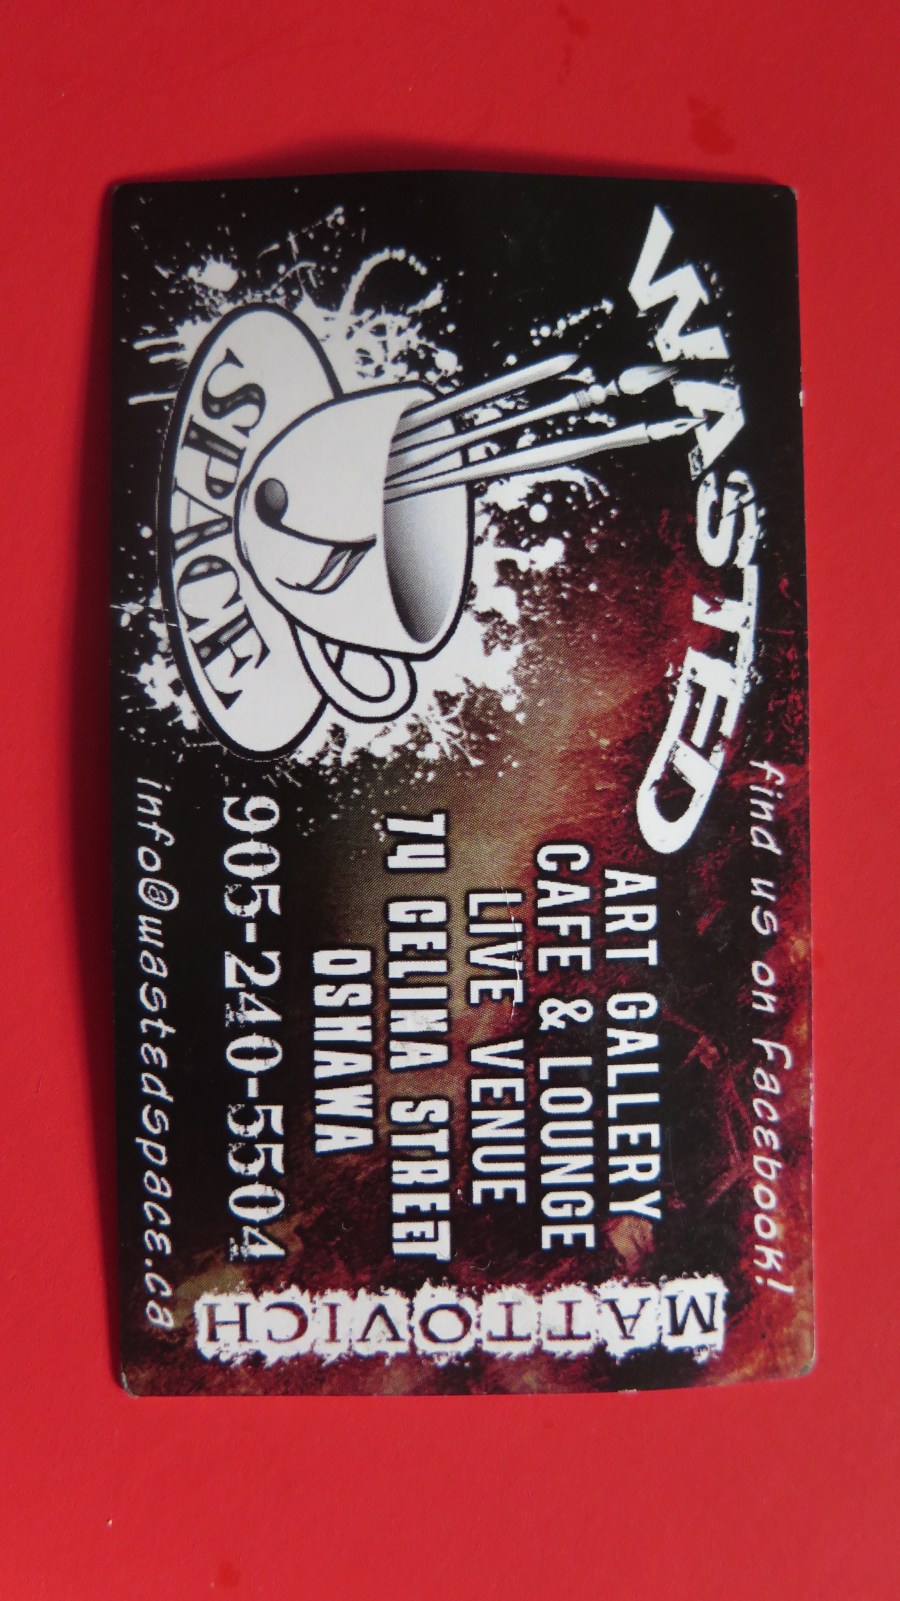 WASTED
SPACE
find us on Facebook!
ART GALLERY
CAFE & LOUNGE
LIVE VENUE
74 CELINA STREET
OSHAWA
905-240-5504
info@wastedspace.ca
MATTOVICH